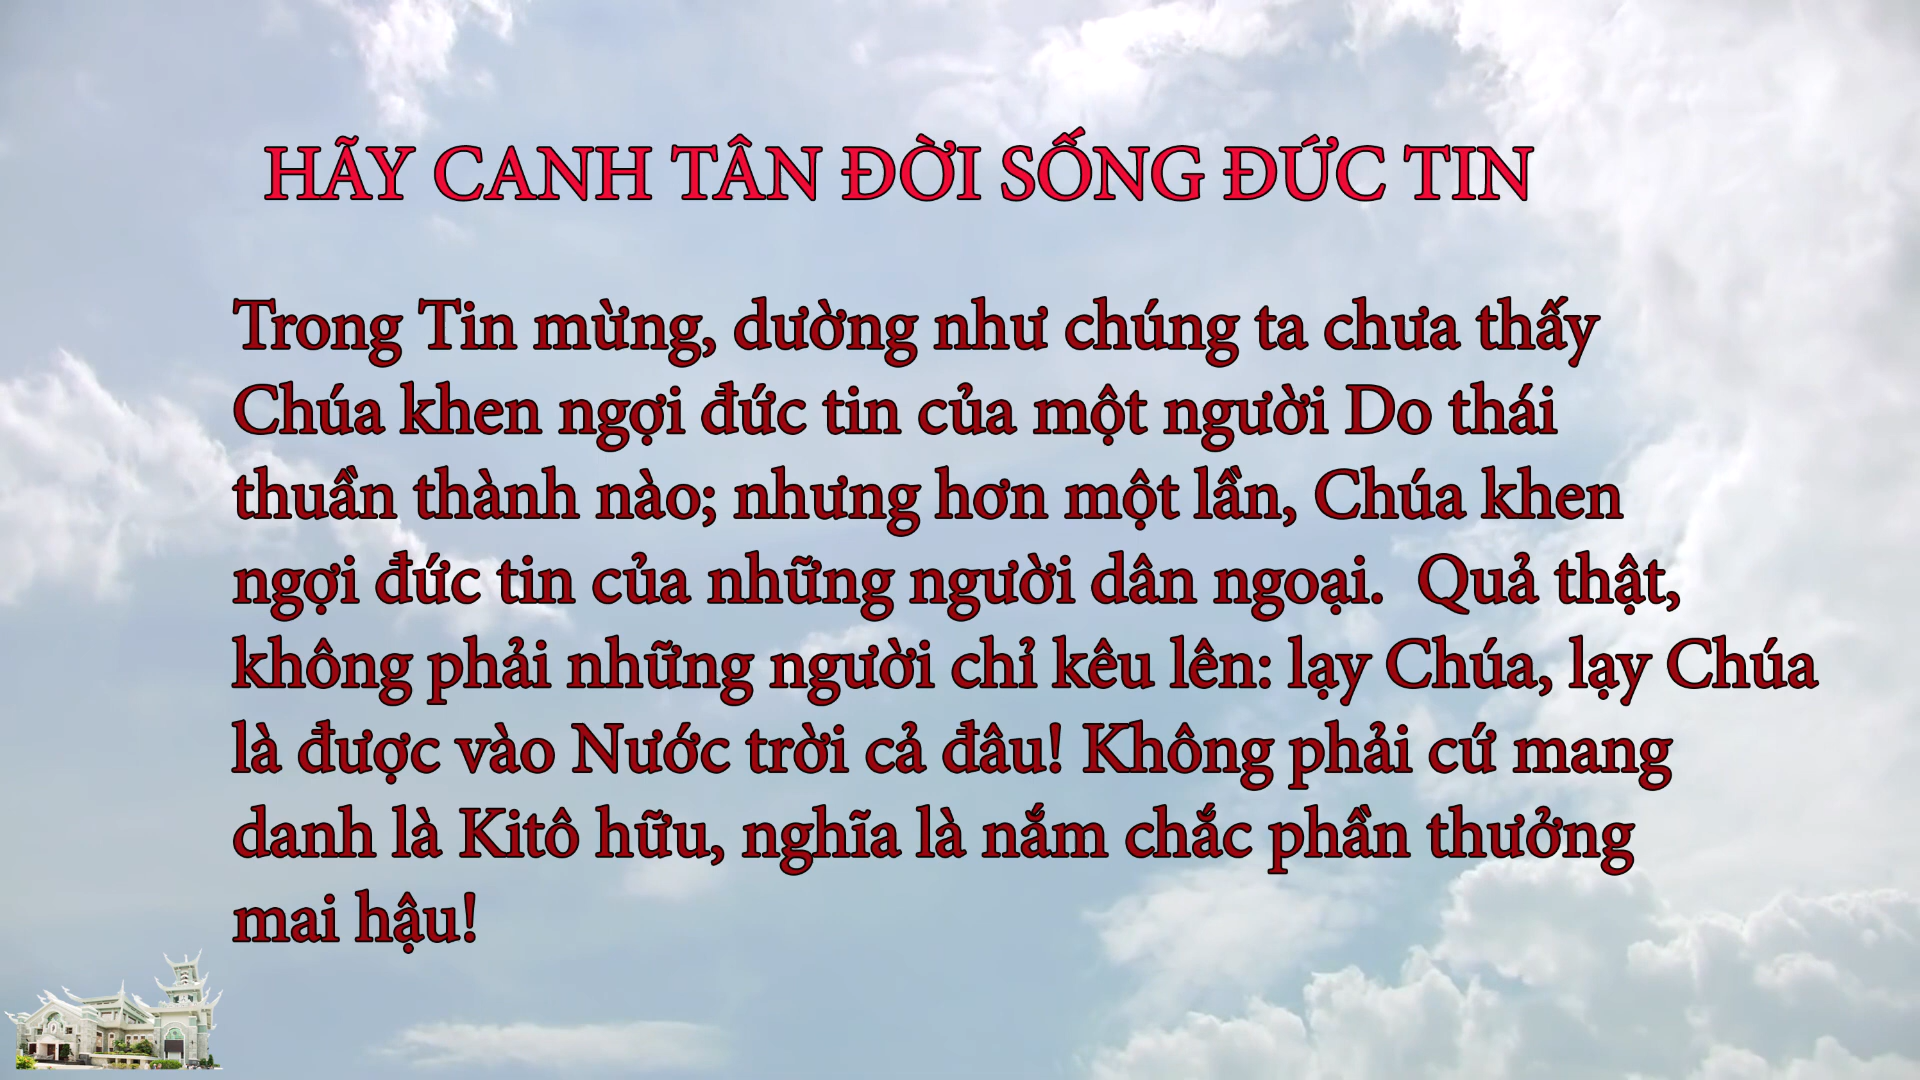 HÃY CANH TÂN ĐỜI SỐNG ĐỨC TIN
Trong Tin mừng, dường như chúng ta chưa thấy
Chúa khen ngợi đức tin của một người Do thái
thuần thành nào; nhưng hơn một lần, Chúa khen
ngợi đức tin của những người dân ngoại.  Quả thật,
không phải những người chỉ kêu lên: lạy Chúa, lạy Chúa
là được vào Nước trời cả đâu! Không phải cứ mang
danh là Kitô hữu, nghĩa là nắm chắc phần thưởng
mai hậu!